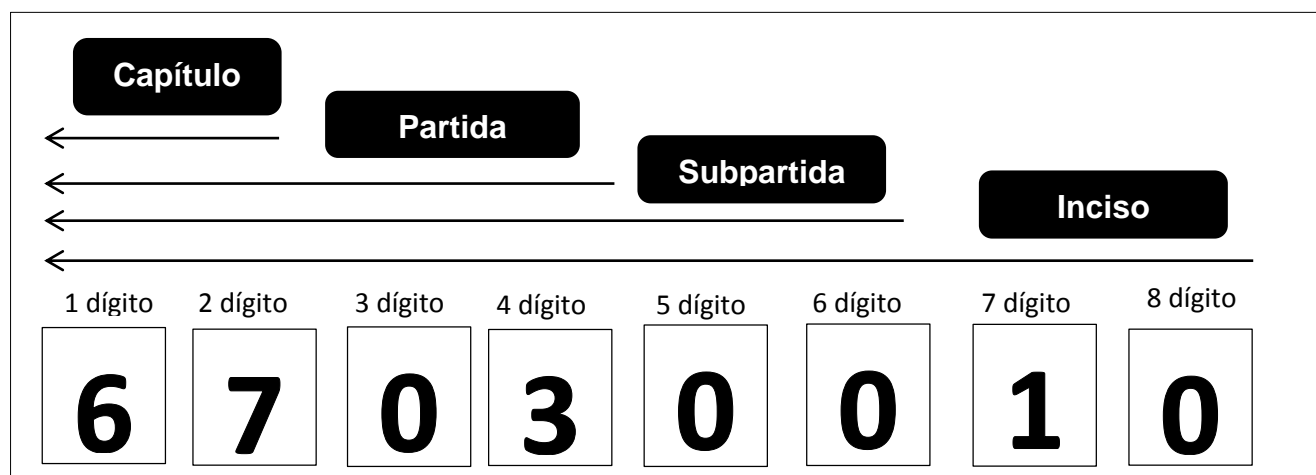 Capítulo
Partida
Subpartida
Inciso
1 dígito 2 dígito 3 dígito 4 dígito 5 dígito 6 dígito 7 dígito 8 dígito
6 7 0 3 0 0 1 0